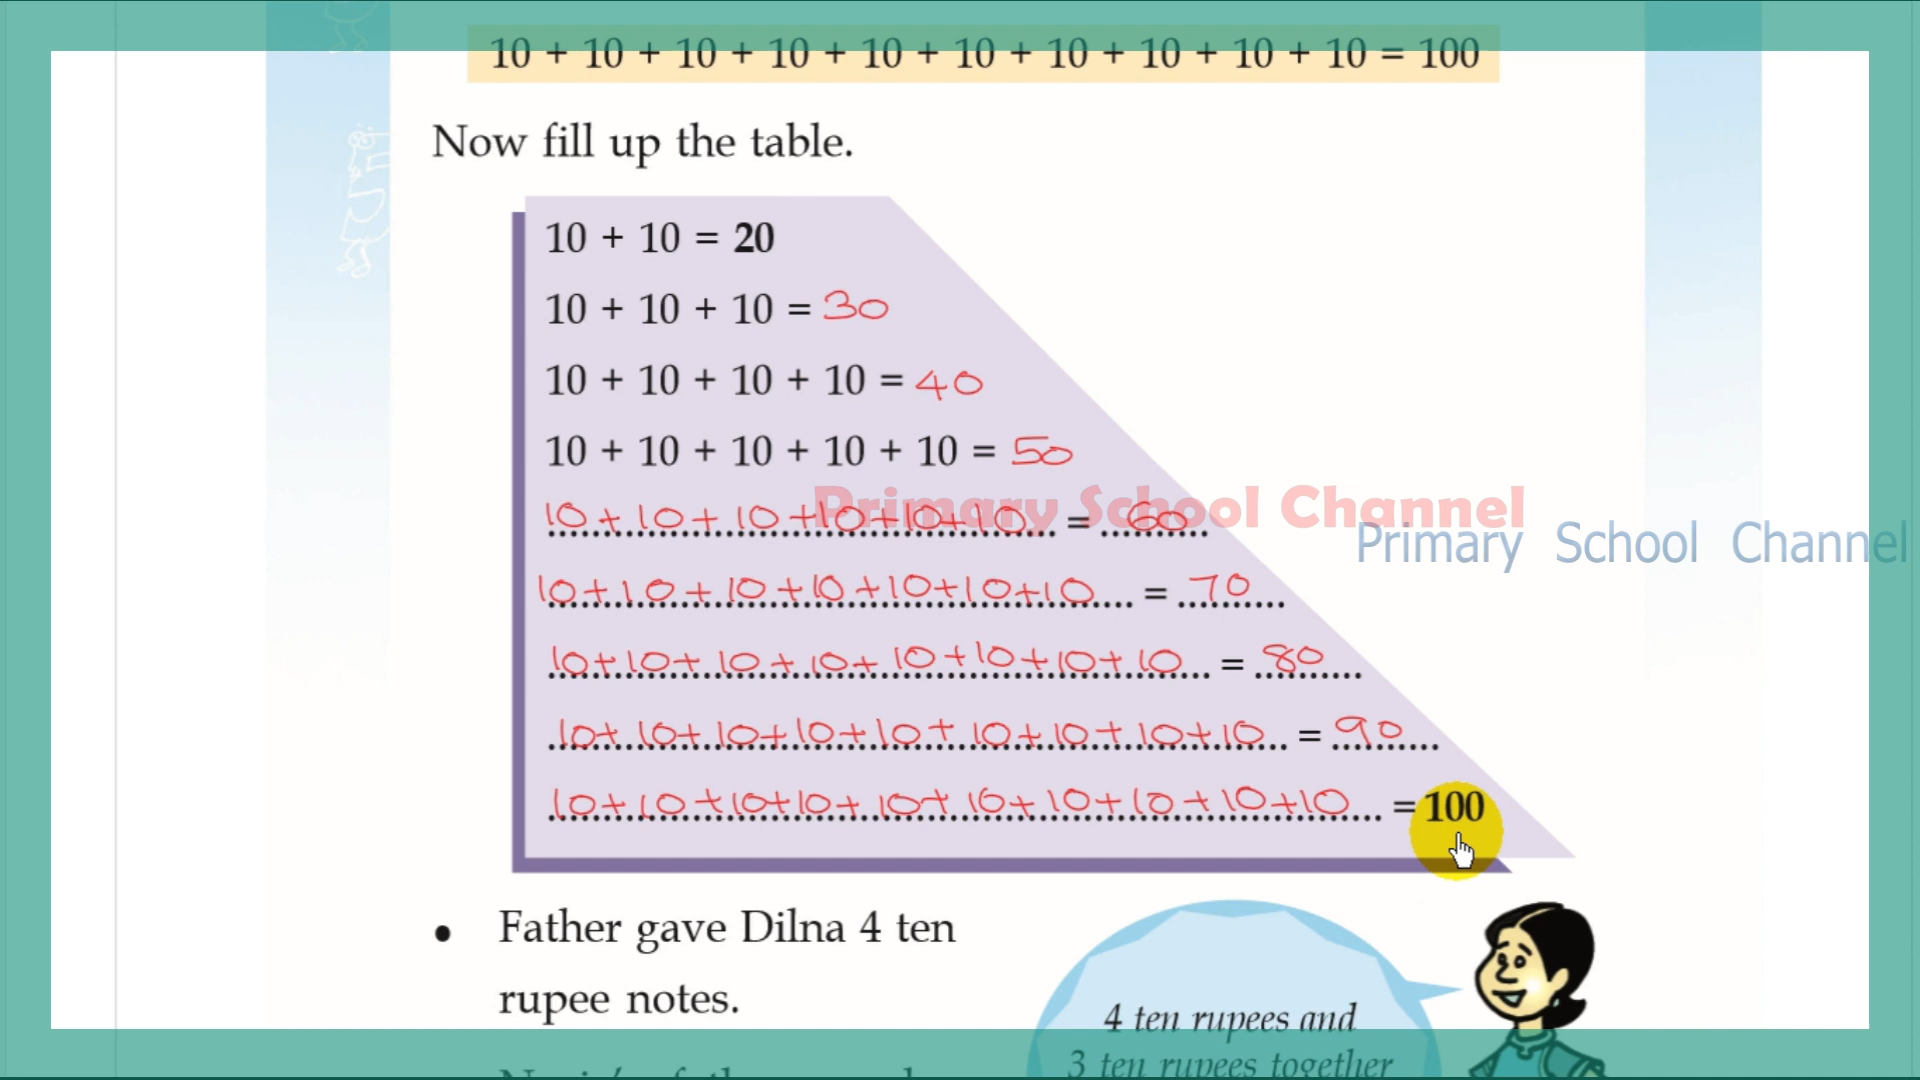 10 + 10 + 10 + 10 + 10 + 10 + 10 + 10 + 10 + 10 = 100
Now fill up the table.
10 + 10 = 20
10 + 10 + 10 = 30
10 + 10 + 10 + 10 = 40
10 + 10 + 10 + 10 + 10 = 50
10+10+10+10+10+10 = 60
Primary School Channel
Primary School Channel
10+10+10+10+10+10+10 = 70
10+10+10+10+10+10+10+10 = 80
10+10+10+10+10+10+10+10+10 = 90
10+10+10+10+10+10+10+10+10+10 = 100
• Father gave Dilna 4 ten
rupee notes.
4 ten rupees and
3 ten rupees together